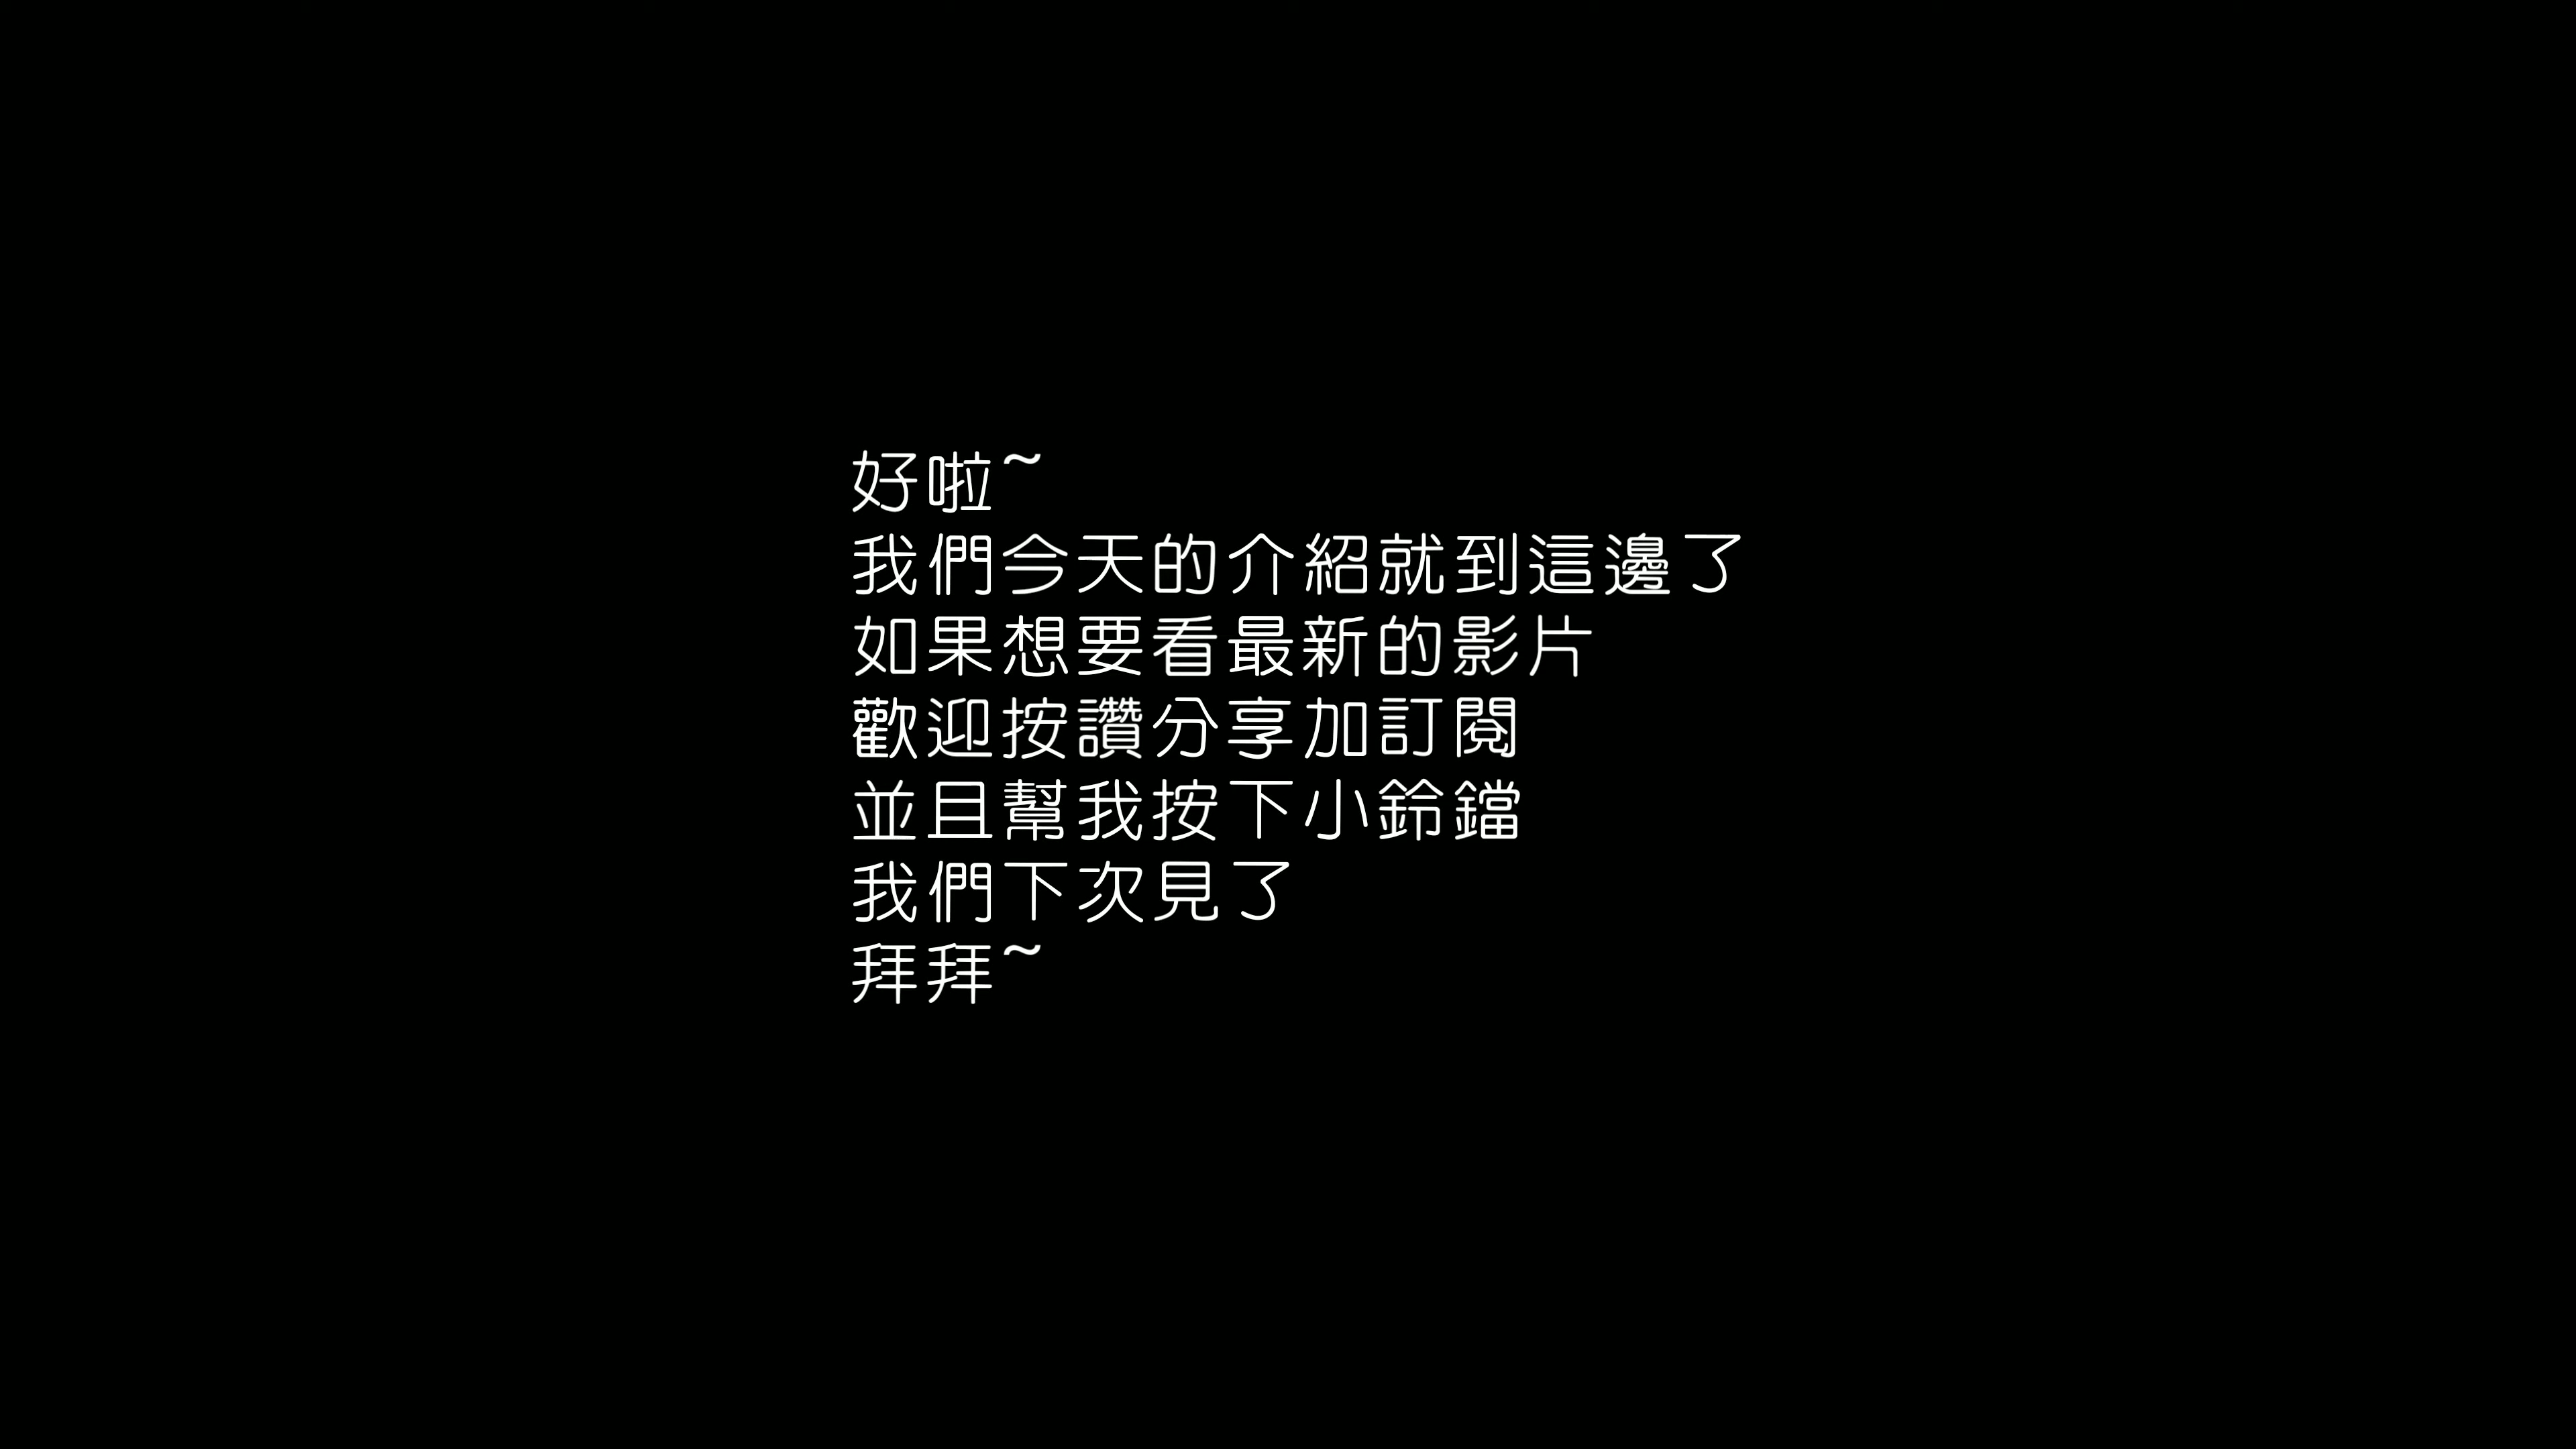 好啦~
我們今天的介紹就到這邊了
如果想要看最新的影片
歡迎按讚分享加訂閱
並且幫我按下小鈴鐺
我們下次見了
拜拜~